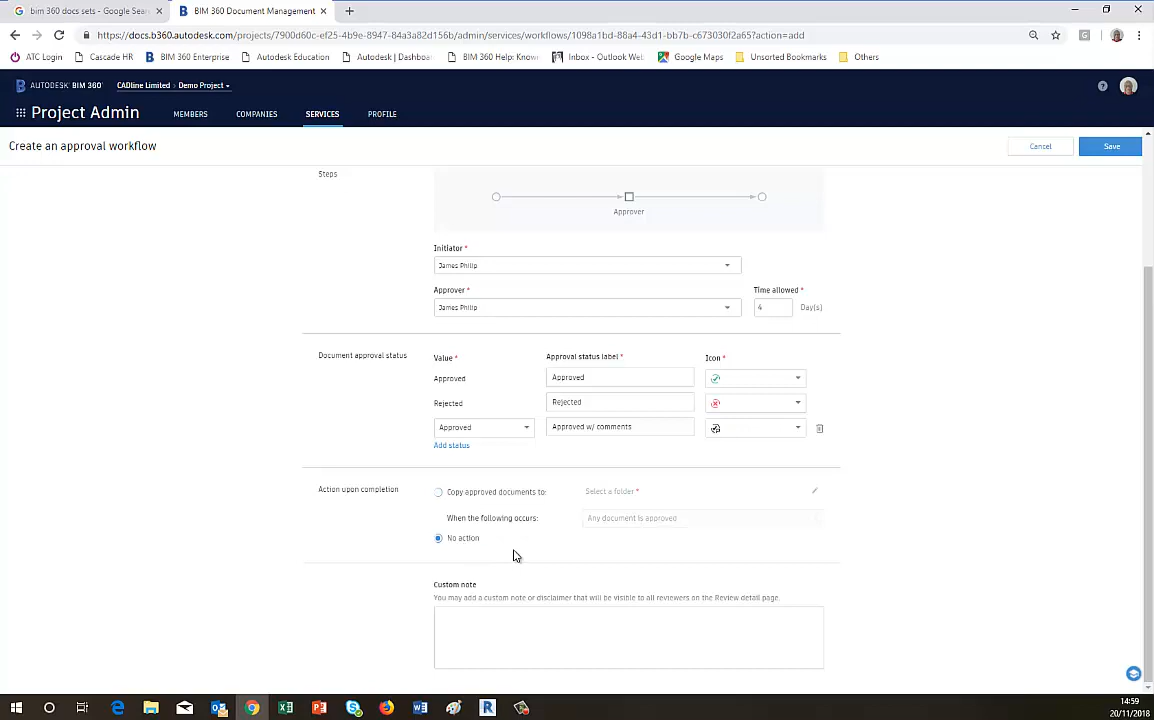 bim 360 docs sets - Google Sear
BIM 360 Document Management
https://docs.b360.autodesk.com/projects/7900d60c-ef25-4b9e-8947-84a3a82d156b/admin/services/workflows/1098a1bd-88a4-43d1-bb7b-c673030f2a65?action=add
ATC Login
Cascade HR
BIM 360 Enterprise
Autodesk Education
Autodesk | Dashboa
BIM 360 Help: Know
Inbox - Outlook Web
Google Maps
Unsorted Bookmarks
Others
AUTODESK® BIM 360®
CADline Limited > Demo Project
Project Admin
MEMBERS
COMPANIES
SERVICES
PROFILE
Create an approval workflow
Cancel
Save
Steps
Approver
Initiator *
James Philip
Approver *
Time allowed *
James Philip
4
Day(s)
Document approval status
Value *
Approval status label *
Icon *
Approved
Approved
Rejected
Rejected
Approved
Approved w/ comments
Add status
Action upon completion
Copy approved documents to:
Select a folder *
When the following occurs:
Any document is approved
No action
Custom note
You may add a custom note or disclaimer that will be visible to all reviewers on the Review detail page.
14:59
20/11/2018